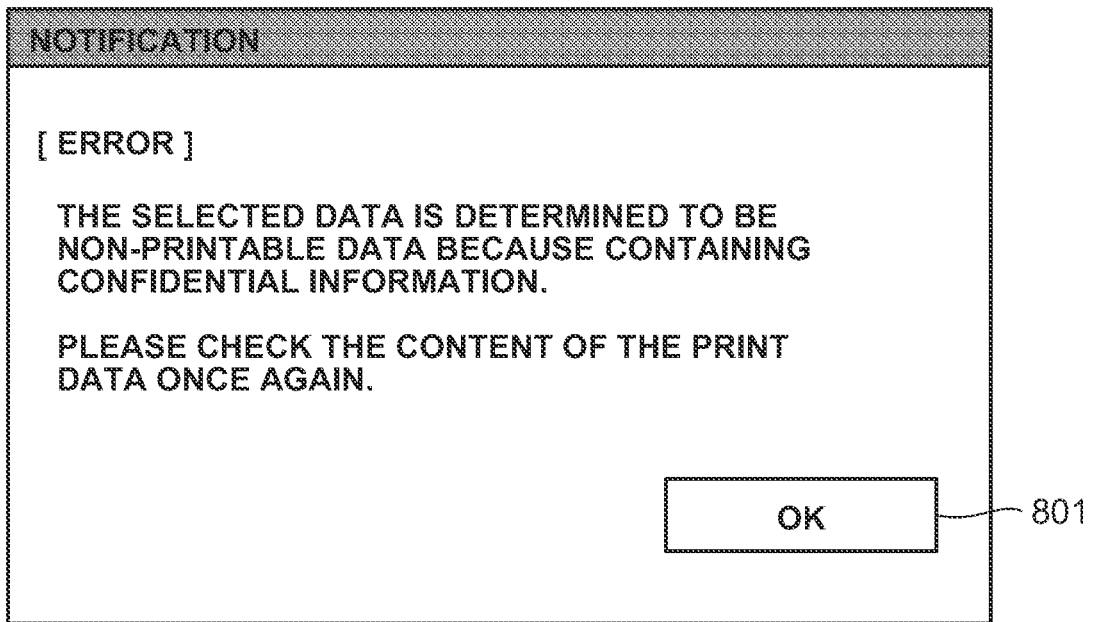 NOTIFICATION
[ ERROR ]
THE SELECTED DATA IS DETERMINED TO BE
NON-PRINTABLE DATA BECAUSE CONTAINING
CONFIDENTIAL INFORMATION.
PLEASE CHECK THE CONTENT OF THE PRINT
DATA ONCE AGAIN.
OK
801